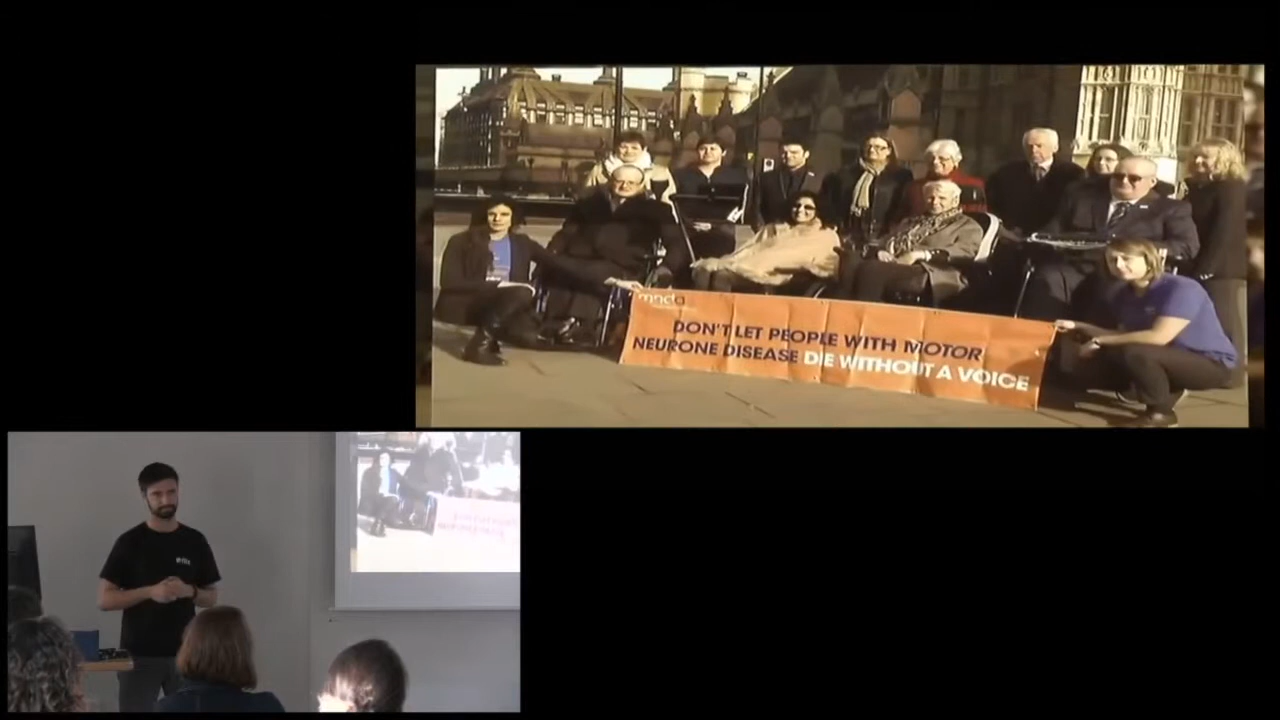 mnda
DON'T LET PEOPLE WITH MOTOR
NEURONE DISEASE DIE WITHOUT A VOICE